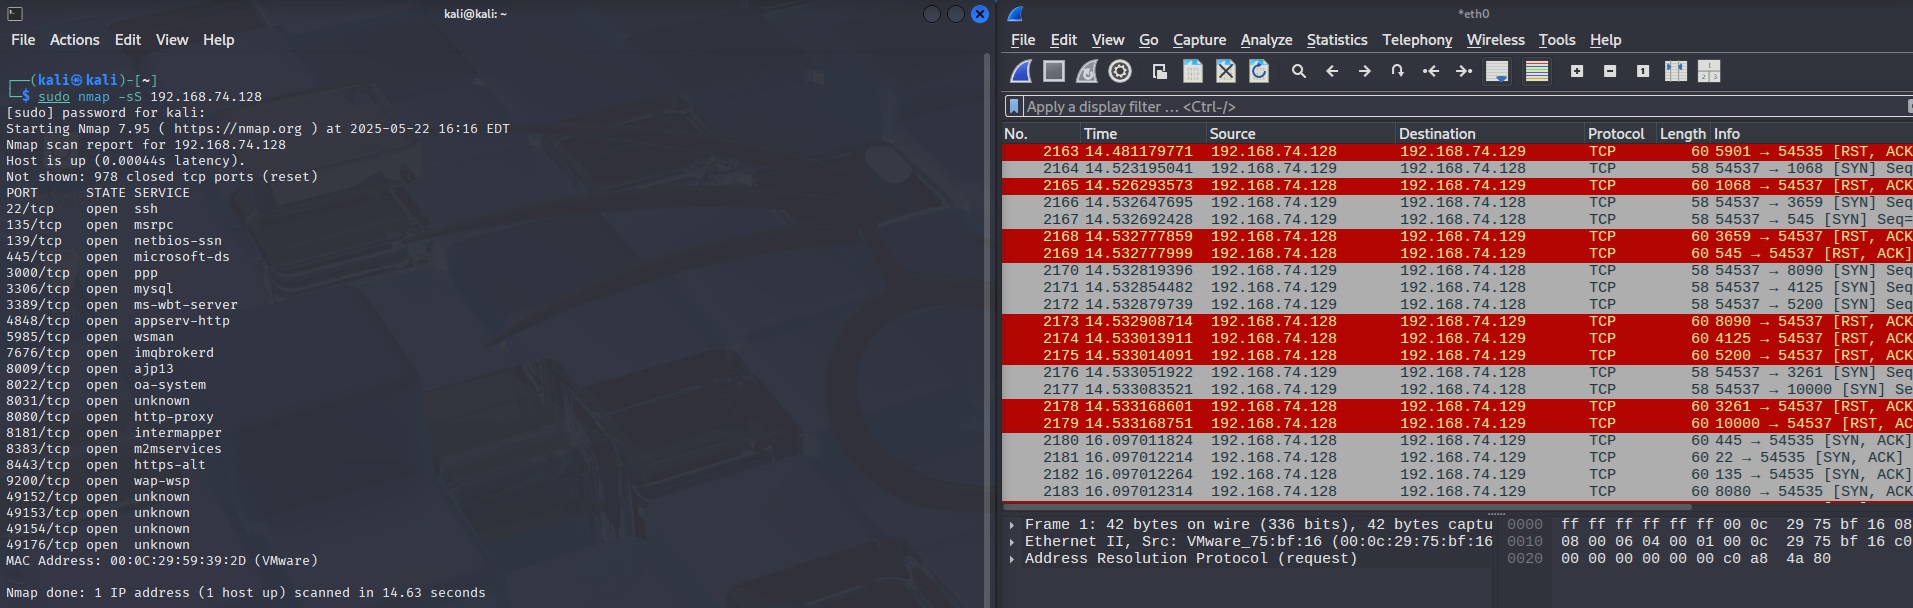 kali@kali: ~
File Actions Edit View Help
(kali㉿kali)-[~]
$ sudo nmap -sS 192.168.74.128
[sudo] password for kali:
Starting Nmap 7.95 ( https://nmap.org ) at 2025-05-22 16:16 EDT
Nmap scan report for 192.168.74.128
Host is up (0.00044s latency).
Not shown: 978 closed tcp ports (reset)
PORT STATE SERVICE
22/tcp open ssh
135/tcp open msrpc
139/tcp open netbios-ssn
445/tcp open microsoft-ds
3000/tcp open ppp
3306/tcp open mysql
3389/tcp open ms-wbt-server
4848/tcp open appserv-http
5985/tcp open wsman
7676/tcp open imqbrokerd
8009/tcp open ajp13
8022/tcp open oa-system
8031/tcp open unknown
8080/tcp open http-proxy
8181/tcp open intermapper
8383/tcp open m2mservices
8443/tcp open https-alt
9200/tcp open wap-wsp
49152/tcp open unknown
49153/tcp open unknown
49154/tcp open unknown
49176/tcp open unknown
MAC Address: 00:0C:29:59:39:2D (VMware)
Nmap done: 1 IP address (1 host up) scanned in 14.63 seconds
*eth0
File Edit View Go Capture Analyze Statistics Telephony Wireless Tools Help
Apply a display filter ... <Ctrl-/>
No. Time Source Destination Protocol Length Info
2163 14.481179771 192.168.74.128 192.168.74.129 TCP 60 5901 → 54535 [RST, ACK
2164 14.523195041 192.168.74.129 192.168.74.128 TCP 58 54537 → 1068 [SYN] Seq
2165 14.526293573 192.168.74.128 192.168.74.129 TCP 60 1068 → 54537 [RST, ACK
2166 14.532647695 192.168.74.129 192.168.74.128 TCP 58 54537 → 3659 [SYN] Seq
2167 14.532692428 192.168.74.129 192.168.74.128 TCP 58 54537 → 545 [SYN] Seq=
2168 14.532777859 192.168.74.128 192.168.74.129 TCP 60 3659 → 54537 [RST, ACK
2169 14.532777999 192.168.74.128 192.168.74.129 TCP 60 545 → 54537 [RST, ACK]
2170 14.532819396 192.168.74.129 192.168.74.128 TCP 58 54537 → 8090 [SYN] Seq
2171 14.532854482 192.168.74.129 192.168.74.128 TCP 58 54537 → 4125 [SYN] Seq
2172 14.532879739 192.168.74.129 192.168.74.128 TCP 58 54537 → 5200 [SYN] Seq
2173 14.532908714 192.168.74.128 192.168.74.129 TCP 60 8090 → 54537 [RST, ACK
2174 14.533013911 192.168.74.128 192.168.74.129 TCP 60 4125 → 54537 [RST, ACK
2175 14.533014091 192.168.74.128 192.168.74.129 TCP 60 5200 → 54537 [RST, ACK
2176 14.533051922 192.168.74.129 192.168.74.128 TCP 58 54537 → 3261 [SYN] Seq
2177 14.533083521 192.168.74.129 192.168.74.128 TCP 58 54537 → 10000 [SYN] Se
2178 14.533168601 192.168.74.128 192.168.74.129 TCP 60 3261 → 54537 [RST, ACK
2179 14.533168751 192.168.74.128 192.168.74.129 TCP 60 10000 → 54537 [RST, AC
2180 16.097011824 192.168.74.128 192.168.74.129 TCP 60 445 → 54535 [SYN, ACK]
2181 16.097012214 192.168.74.128 192.168.74.129 TCP 60 22 → 54535 [SYN, ACK]
2182 16.097012264 192.168.74.128 192.168.74.129 TCP 60 135 → 54535 [SYN, ACK]
2183 16.097012314 192.168.74.128 192.168.74.129 TCP 60 8080 → 54535 [SYN, ACK
Frame 1: 42 bytes on wire (336 bits), 42 bytes captu
Ethernet II, Src: VMware_75:bf:16 (00:0c:29:75:bf:16
Address Resolution Protocol (request)
0000 ff ff ff ff ff ff 00 0c 29 75 bf 16 08
0010 08 00 06 04 00 01 00 0c 29 75 bf 16 c0
0020 00 00 00 00 00 00 c0 a8 4a 80